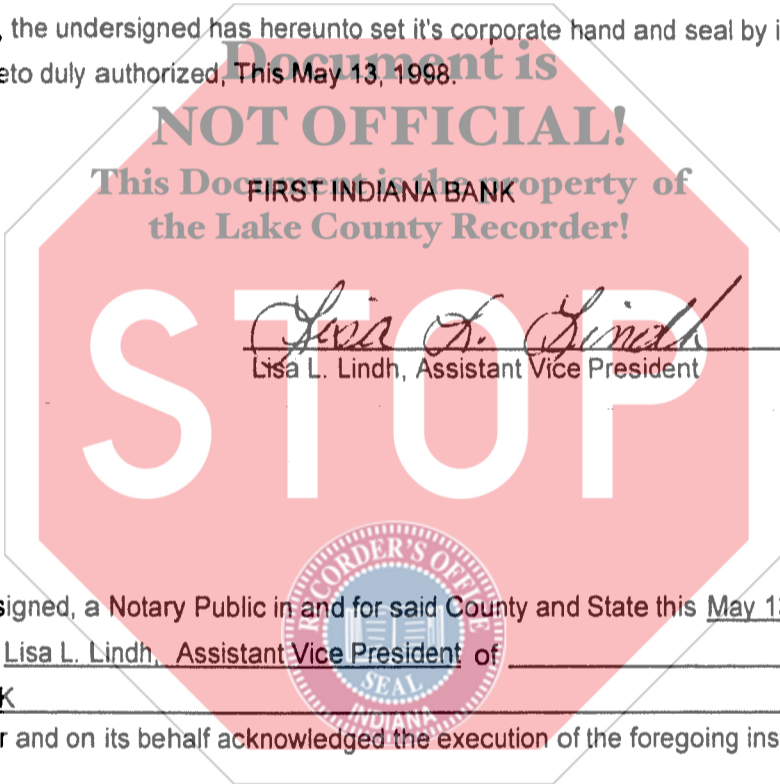 , the undersigned has hereunto set it's corporate hand and seal by i
eto duly authorized, This May 13, 1998.
Document is
NOT OFFICIAL!
This Document is the property of
the Lake County Recorder!
FIRST INDIANA BANK
STOP
Lisa L. Lindh
Lisa L. Lindh, Assistant Vice President
RECORDER'S OFFICE
SEAL
INDIANA
signed, a Notary Public in and for said County and State this May 13
Lisa L. Lindh, Assistant Vice President of
K
r and on its behalf acknowledged the execution of the foregoing ins